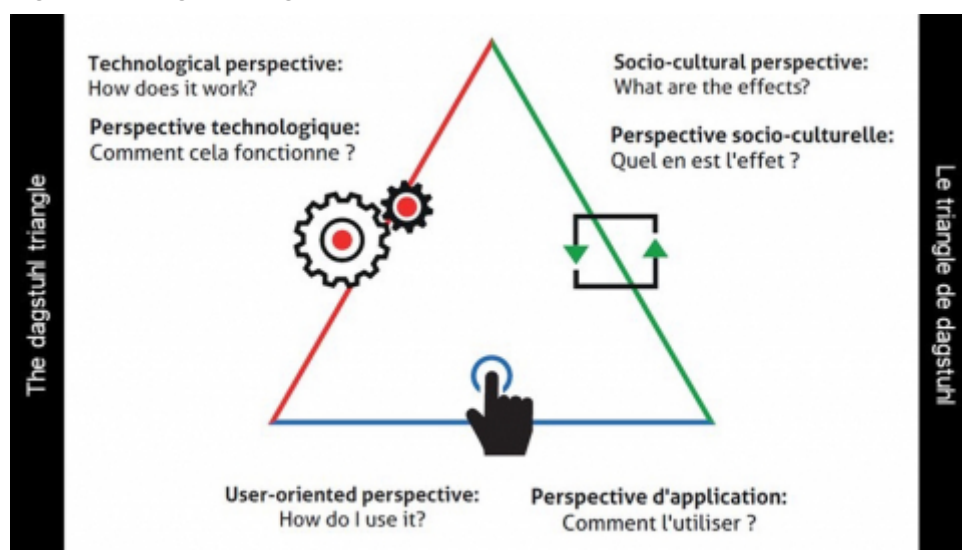 The dagstuhl triangle
Technological perspective:
How does it work?
Perspective technologique:
Comment cela fonctionne ?
Socio-cultural perspective:
What are the effects?
Perspective socio-culturelle:
Quel en est l'effet ?
User-oriented perspective:
How do I use it?
Perspective d'application:
Comment l'utiliser ?
Le triangle de dagstuhl